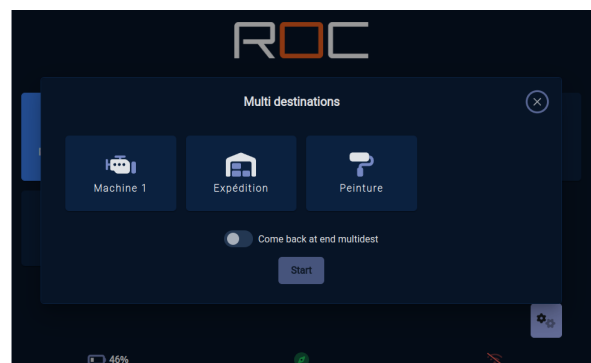 ROC
Multi destinations
Machine 1
Expédition
Peinture
Come back at end multidest
Start
46%